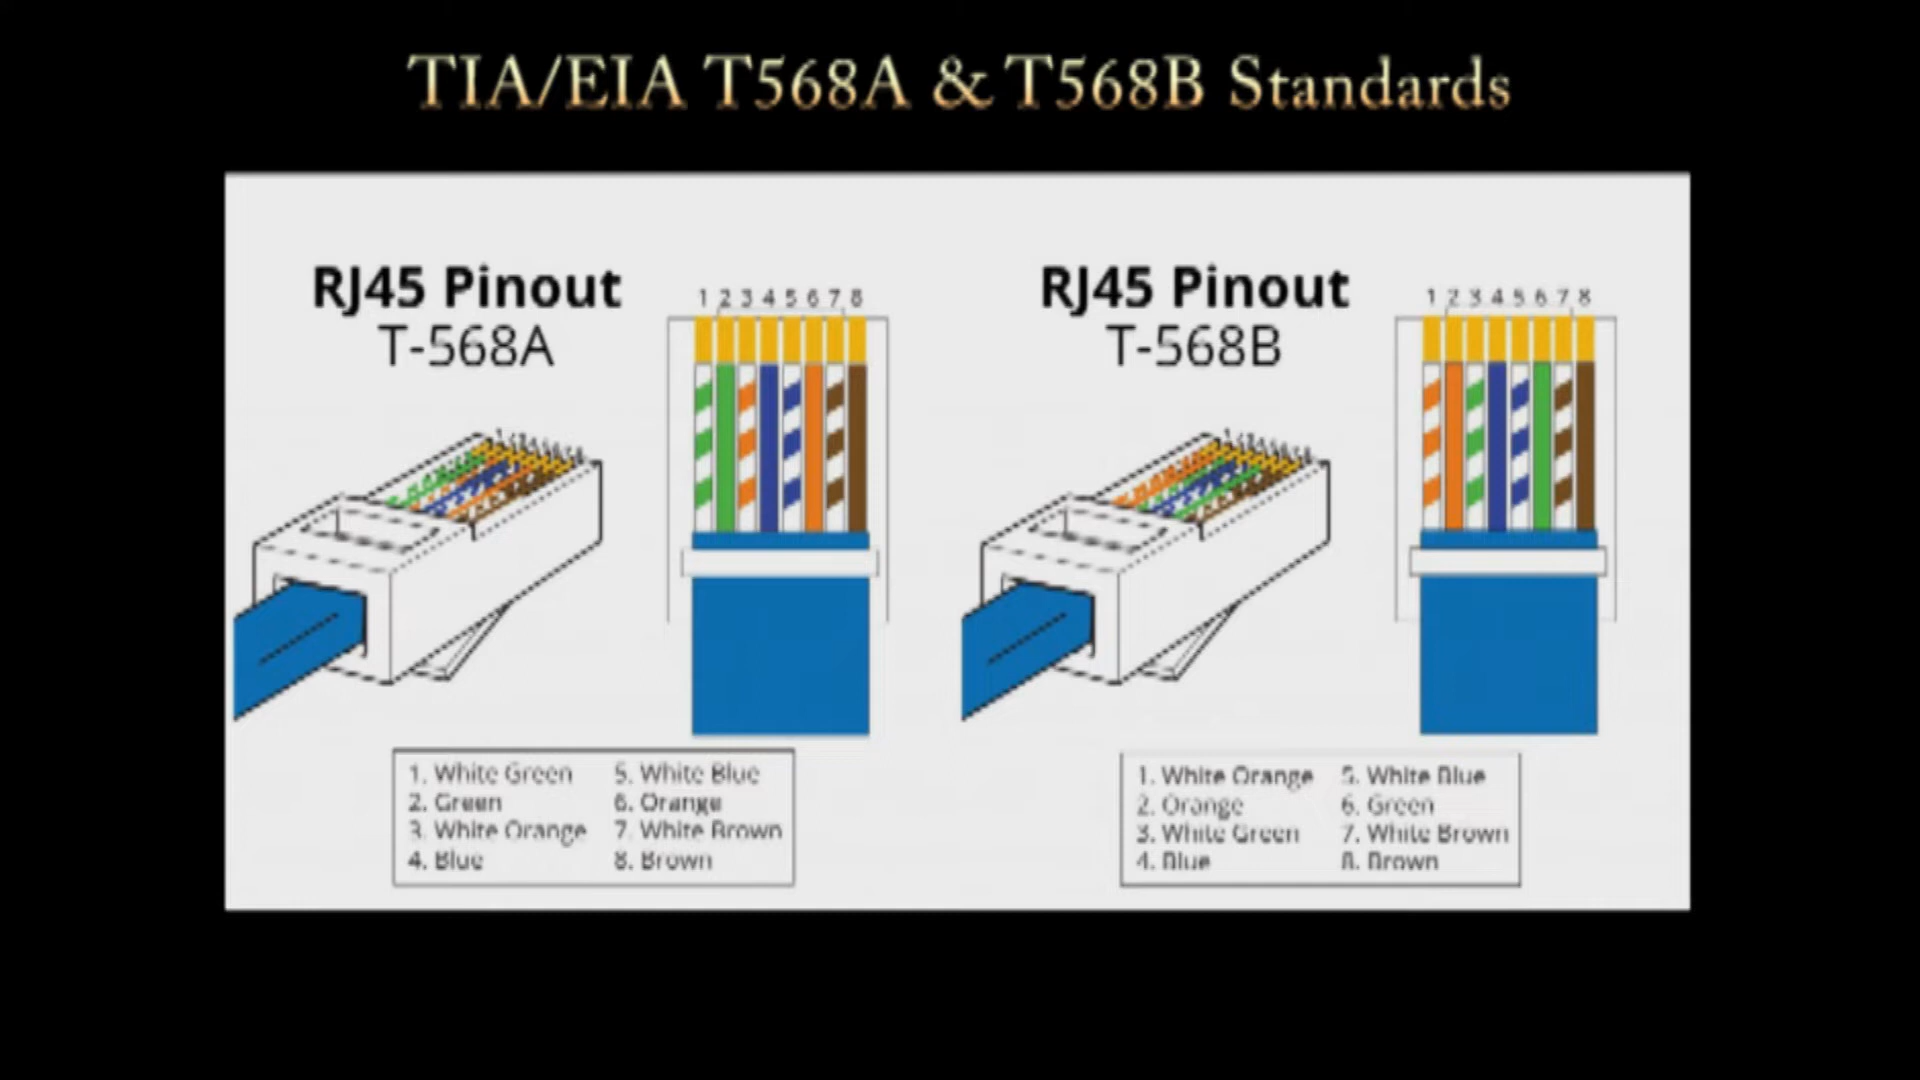 TIA/EIA T568A & T568B Standards
RJ45 Pinout
T-568A
1 2 3 4 5 6 7 8
1. White Green
2. Green
3. White Orange
4. Blue
5. White Blue
6. Orange
7. White Brown
8. Brown
RJ45 Pinout
T-568B
1 2 3 4 5 6 7 8
1. White Orange
2. Orange
3. White Green
4. Blue
5. White Blue
6. Green
7. White Brown
8. Brown